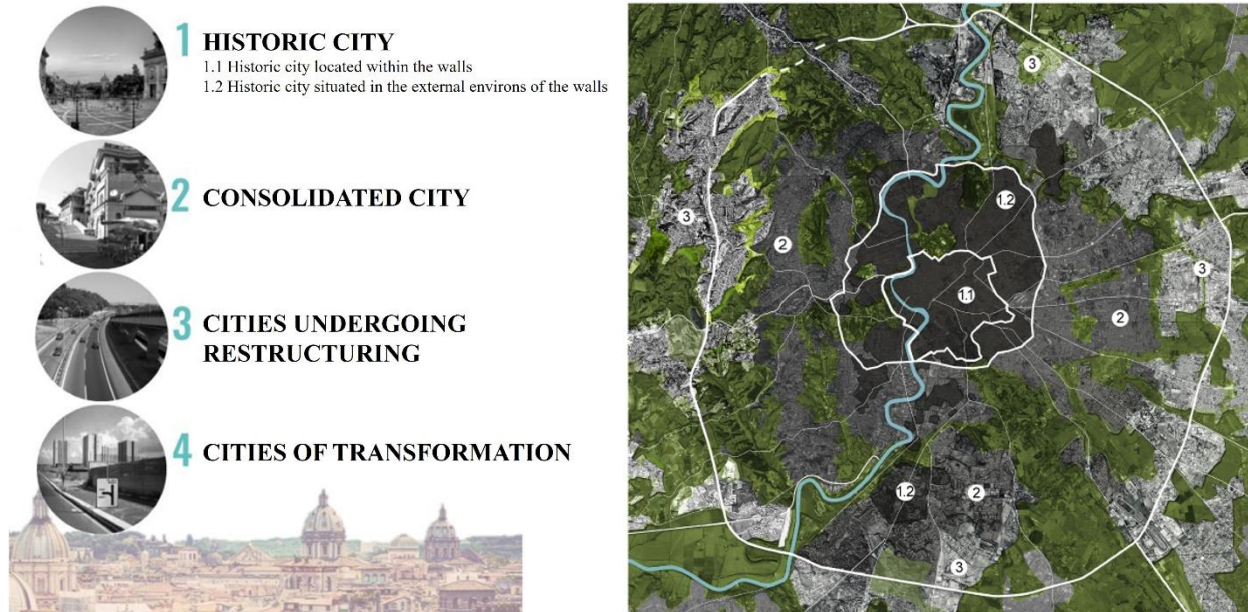 1 HISTORIC CITY
1.1 Historic city located within the walls
1.2 Historic city situated in the external environs of the walls
2 CONSOLIDATED CITY
3 CITIES UNDERGOING
RESTRUCTURING
4 CITIES OF TRANSFORMATION
3
1.2
3
2
3
1.1
2
1.2
2
3